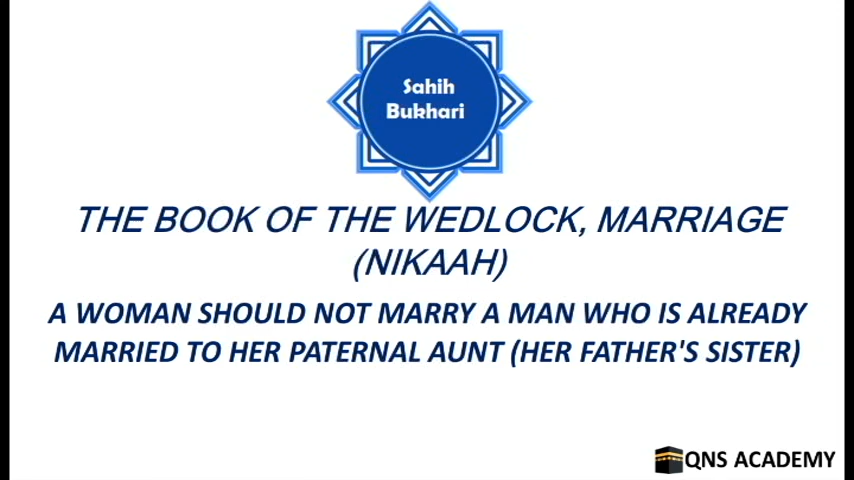 Sahih
Bukhari
THE BOOK OF THE WEDLOCK, MARRIAGE
(NIKAAH)
A WOMAN SHOULD NOT MARRY A MAN WHO IS ALREADY
MARRIED TO HER PATERNAL AUNT (HER FATHER'S SISTER)
QNS ACADEMY